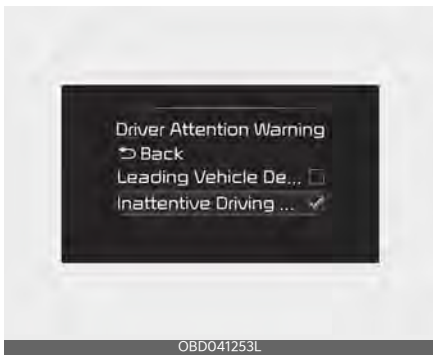 Driver Attention Warning
⮌ Back
Leading Vehicle De...
Inattentive Driving ...
OBD041253L